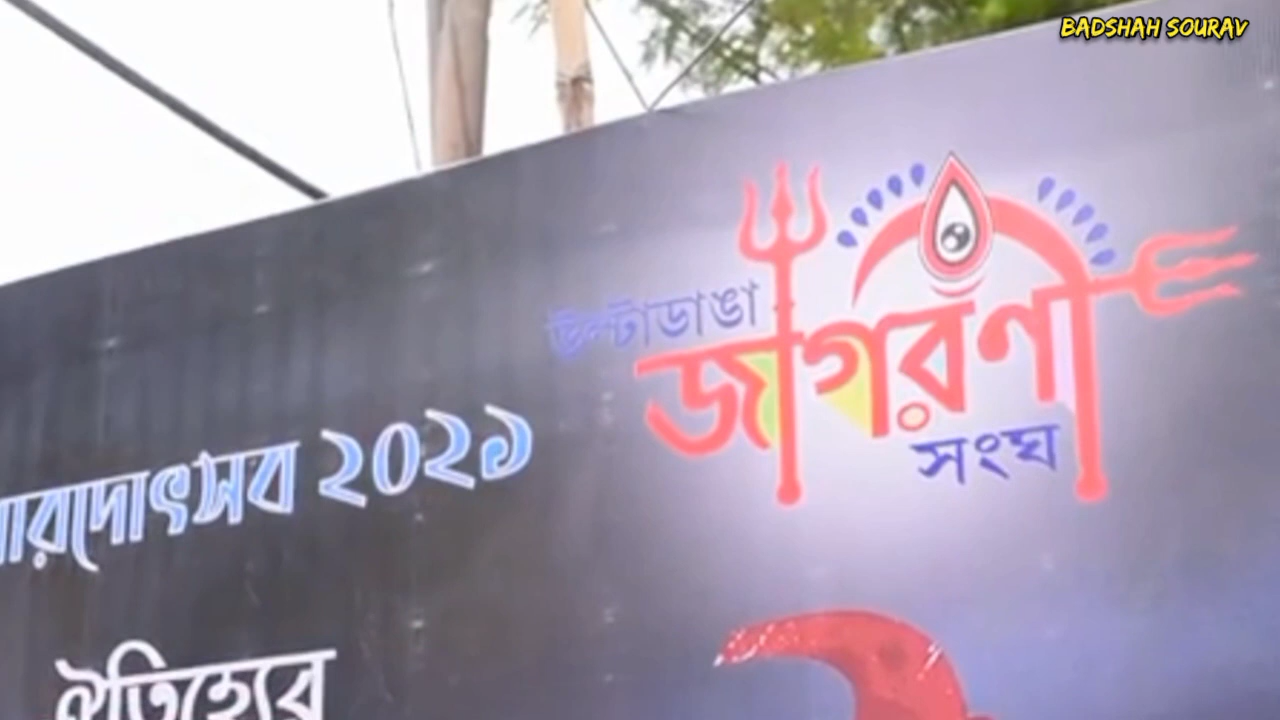 BADSHAH SOURAV
উল্টাডাঙা
জাগরণী
সংঘ
শারদোৎসব ২০২১
ঐতিহ্যের